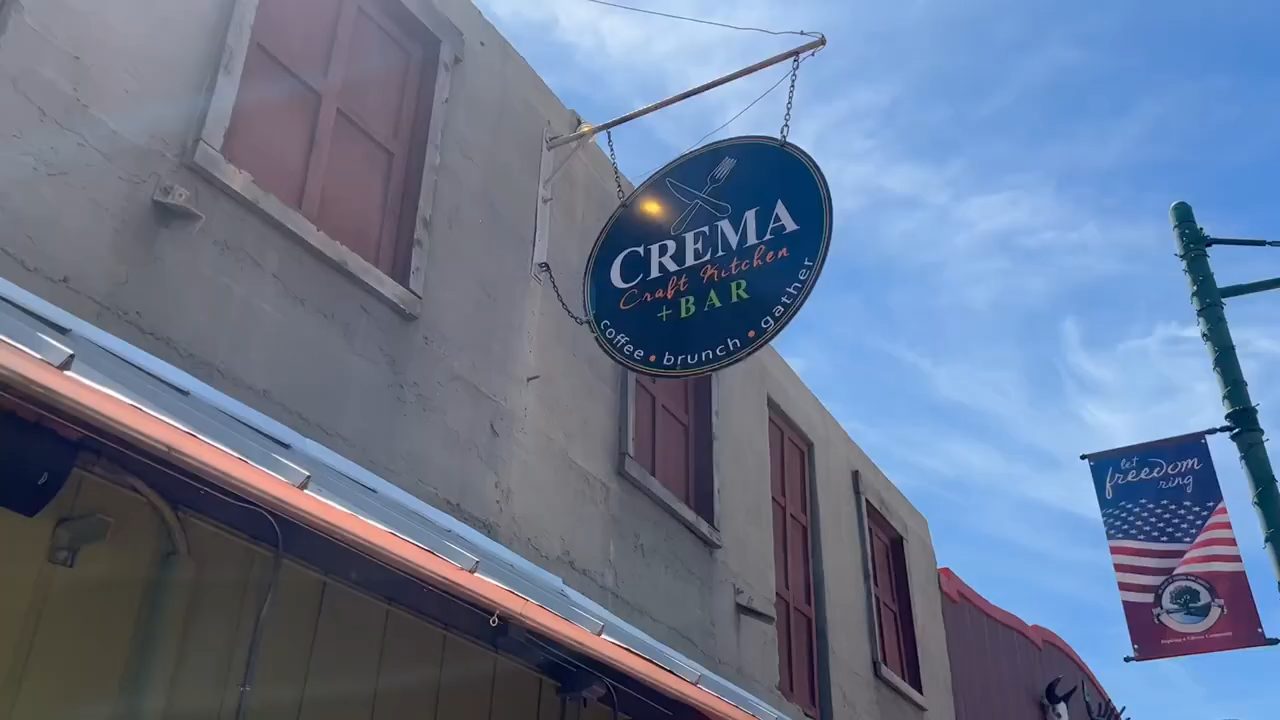 CREMA
Craft Kitchen
+BAR
coffee • brunch • gather
let
freedom
ring